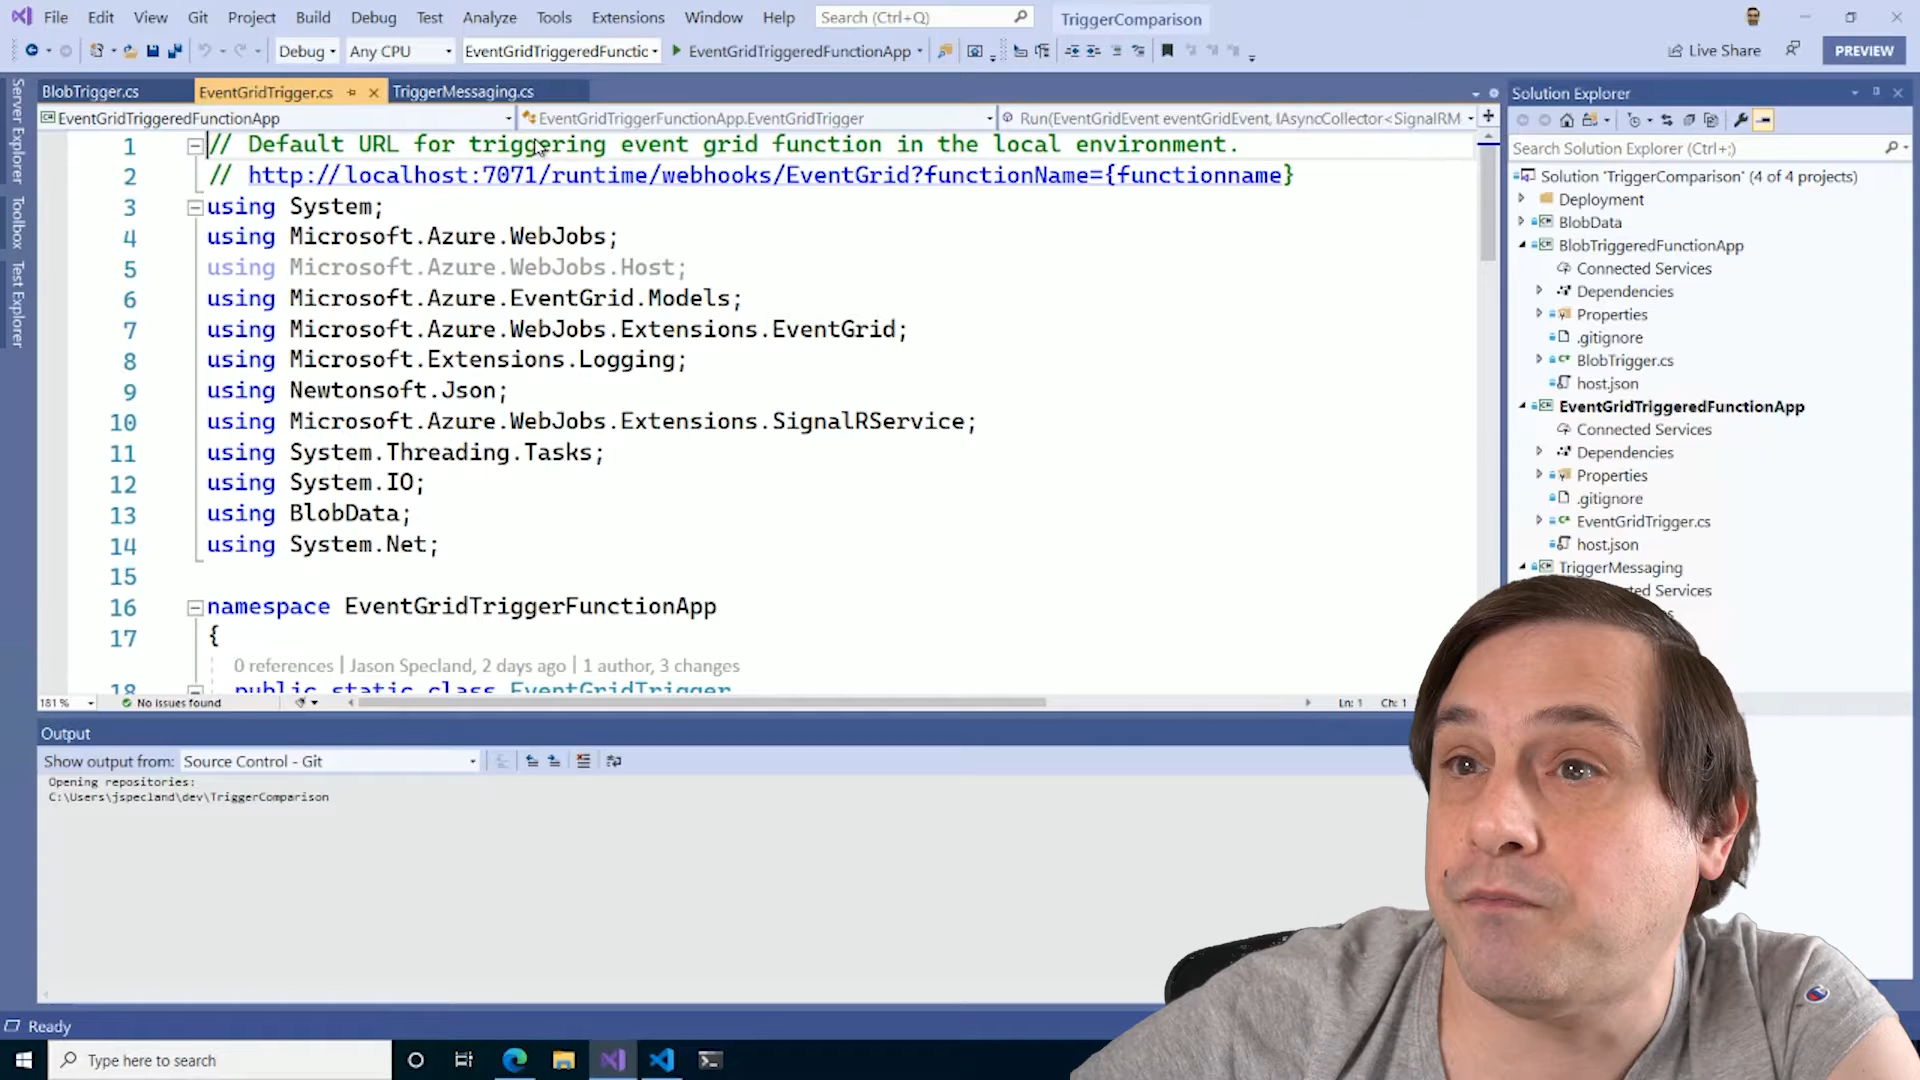 File Edit View Git Project Build Debug Test Analyze Tools Extensions Window Help Search (Ctrl+Q) TriggerComparison
Debug Any CPU EventGridTriggeredFunctic EventGridTriggeredFunctionApp Live Share PREVIEW
Server Explorer
Toolbox
Test Explorer
BlobTrigger.cs EventGridTrigger.cs TriggerMessaging.cs
EventGridTriggeredFunctionApp EventGridTriggerFunctionApp.EventGridTrigger Run(EventGridEvent eventGridEvent, IAsyncCollector<SignalRM
1 // Default URL for triggering event grid function in the local environment.
2 // http://localhost:7071/runtime/webhooks/EventGrid?functionName={functionname}
3 using System;
4 using Microsoft.Azure.WebJobs;
5 using Microsoft.Azure.WebJobs.Host;
6 using Microsoft.Azure.EventGrid.Models;
7 using Microsoft.Azure.WebJobs.Extensions.EventGrid;
8 using Microsoft.Extensions.Logging;
9 using Newtonsoft.Json;
10 using Microsoft.Azure.WebJobs.Extensions.SignalRService;
11 using System.Threading.Tasks;
12 using System.IO;
13 using BlobData;
14 using System.Net;
15
16 namespace EventGridTriggerFunctionApp
17 {
0 references | Jason Specland, 2 days ago | 1 author, 3 changes
18 public static class EventGridTrigger
181 % No issues found Ln: 1 Ch: 1
Output
Show output from: Source Control - Git
Opening repositories:
C:\Users\jspecland\dev\TriggerComparison
Solution Explorer
Search Solution Explorer (Ctrl+;)
Solution 'TriggerComparison' (4 of 4 projects)
Deployment
BlobData
BlobTriggeredFunctionApp
Connected Services
Dependencies
Properties
.gitignore
BlobTrigger.cs
host.json
EventGridTriggeredFunctionApp
Connected Services
Dependencies
Properties
.gitignore
EventGridTrigger.cs
host.json
TriggerMessaging
Services
Ready
Type here to search